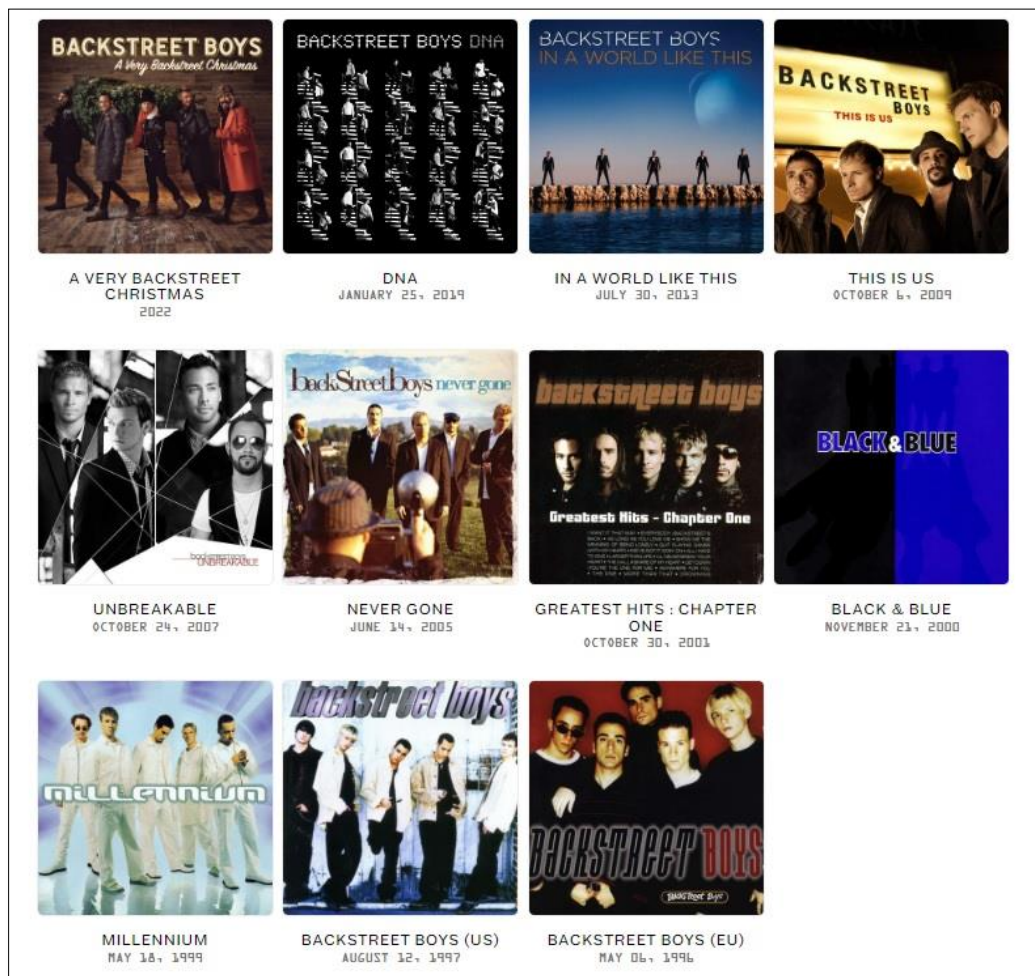 BACKSTREET BOYS
A Very Backstreet Christmas
BACKSTREET BOYS DNA
BACKSTREET BOYS
IN A WORLD LIKE THIS
BACKSTREET
BOYS
THIS IS US
A VERY BACKSTREET
CHRISTMAS
2022
DNA
JANUARY 25, 2019
IN A WORLD LIKE THIS
JULY 30, 2013
THIS IS US
OCTOBER 6, 2009
backstreetboys
UNBREAKABLE
backStreetboys never gone
backstreet boys
Greatest Hits - Chapter One
BLACK & BLUE
UNBREAKABLE
OCTOBER 24, 2007
NEVER GONE
JUNE 14, 2005
GREATEST HITS : CHAPTER
ONE
OCTOBER 30, 2001
BLACK & BLUE
NOVEMBER 21, 2000
MILLENNIUM
backstreet boys
BACKSTREET BOYS
BACKSTREET BOYS
MILLENNIUM
MAY 18, 1999
BACKSTREET BOYS (US)
AUGUST 12, 1997
BACKSTREET BOYS (EU)
MAY 06, 1996